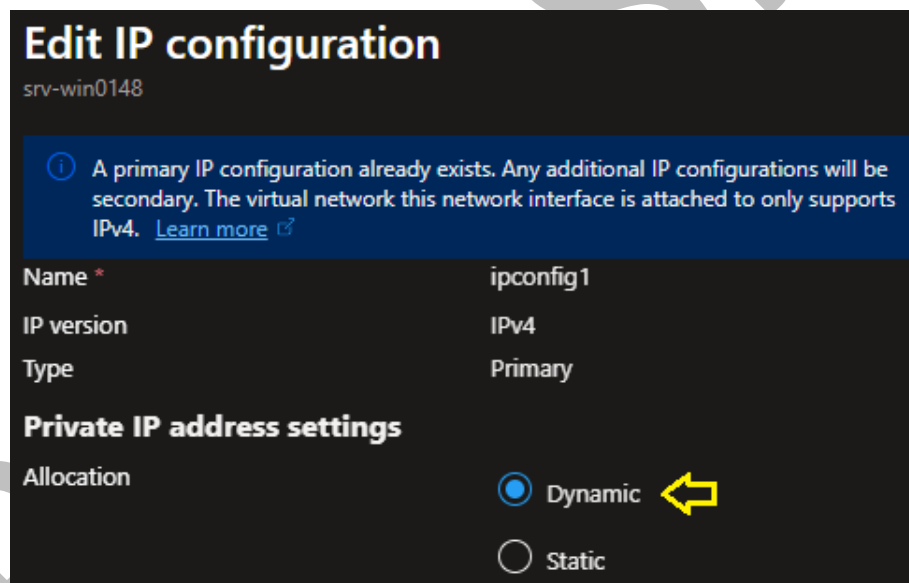 Edit IP configuration
srv-win0148
A primary IP configuration already exists. Any additional IP configurations will be
secondary. The virtual network this network interface is attached to only supports
IPv4. Learn more
Name * ipconfig1
IP version IPv4
Type Primary
Private IP address settings
Allocation Dynamic
Static